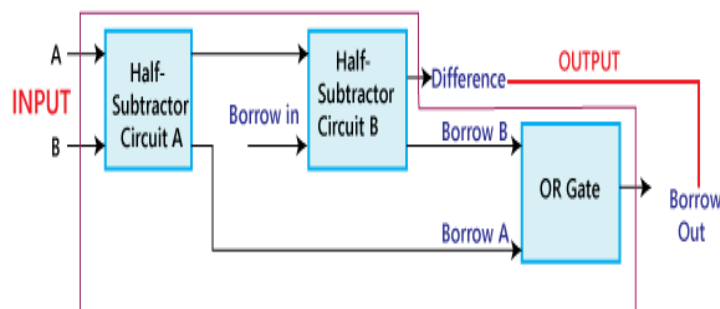 A
INPUT
B
Half-
Subtractor
Circuit A
Borrow in
Half-
Subtractor
Circuit B
Difference
OUTPUT
Borrow B
Borrow A
OR Gate
Borrow
Out